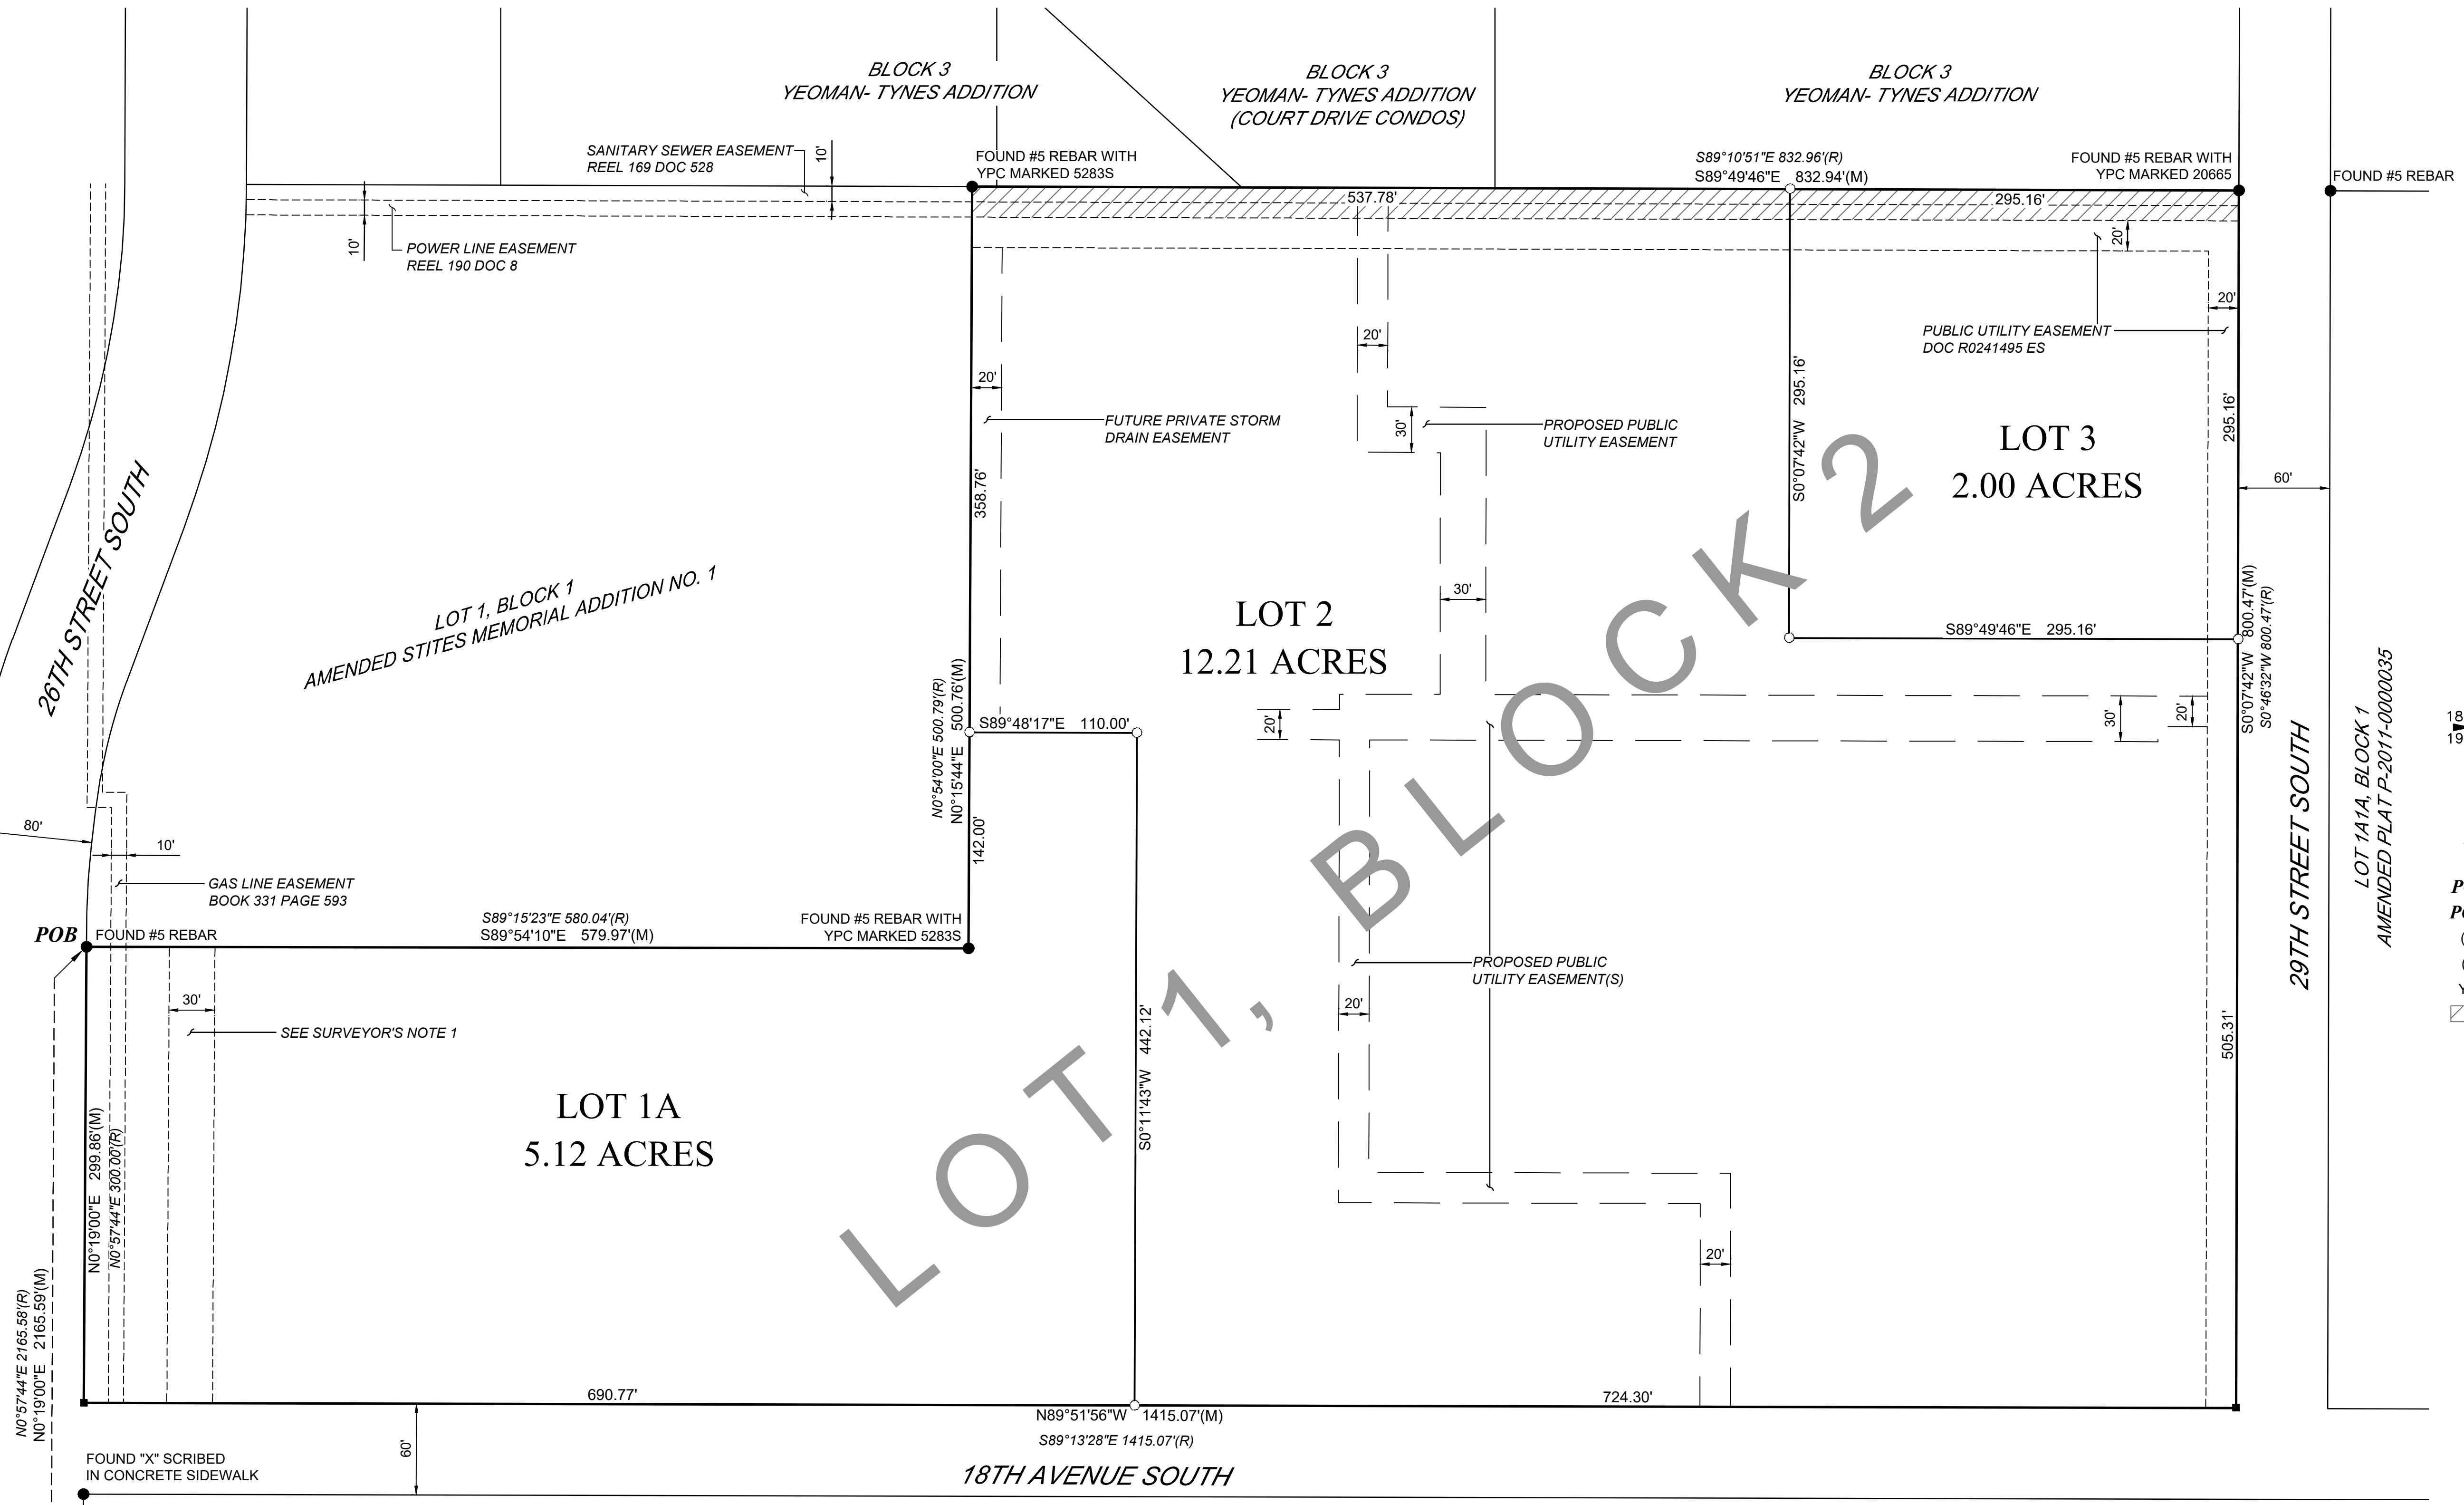 BLOCK 3
YEOMAN- TYNES ADDITION
BLOCK 3
YEOMAN- TYNES ADDITION
(COURT DRIVE CONDOS)
BLOCK 3
YEOMAN- TYNES ADDITION
SANITARY SEWER EASEMENT
REEL 169 DOC 528
10'
FOUND #5 REBAR WITH
YPC MARKED 5283S
S89°10'51"E 832.96'(R)
S89°49'46"E 832.94'(M)
FOUND #5 REBAR WITH
YPC MARKED 20665
FOUND #5 REBAR
537.78'
295.16'
10'
POWER LINE EASEMENT
REEL 190 DOC 8
20'
20'
PUBLIC UTILITY EASEMENT
DOC R0241495 ES
20'
20'
FUTURE PRIVATE STORM
DRAIN EASEMENT
30'
PROPOSED PUBLIC
UTILITY EASEMENT
S0°07'42"W 295.16'
295.16'
LOT 3
2.00 ACRES
60'
358.76'
26TH STREET SOUTH
LOT 1, BLOCK 1
AMENDED STITES MEMORIAL ADDITION NO. 1
LOT 2
12.21 ACRES
30'
S89°49'46"E 295.16'
S0°07'42"W 800.47'(M)
S0°46'32"W 800.47'(R)
N0°54'00"E 500.79'(R)
N0°15'44"E 500.76'(M)
S89°48'17"E 110.00'
20'
30'
20'
29TH STREET SOUTH
LOT 1A1A, BLOCK 1
AMENDED PLAT P-2011-0000035
18
19
80'
10'
142.00'
GAS LINE EASEMENT
BOOK 331 PAGE 593
POB
FOUND #5 REBAR
S89°15'23"E 580.04'(R)
S89°54'10"E 579.97'(M)
FOUND #5 REBAR WITH
YPC MARKED 5283S
PROPOSED PUBLIC
UTILITY EASEMENT(S)
30'
SEE SURVEYOR'S NOTE 1
20'
S0°11'43"W 442.12'
505.31'
LOT 1A
5.12 ACRES
LOT 1, BLOCK 2
N0°19'00"E 299.86'(M)
N0°57'44"E 300.00'(R)
20'
N0°57'44"E 2165.58'(R)
N0°19'00"E 2165.59'(M)
690.77'
724.30'
N89°51'56"W 1415.07'(M)
S89°13'28"E 1415.07'(R)
60'
FOUND "X" SCRIBED
IN CONCRETE SIDEWALK
18TH AVENUE SOUTH